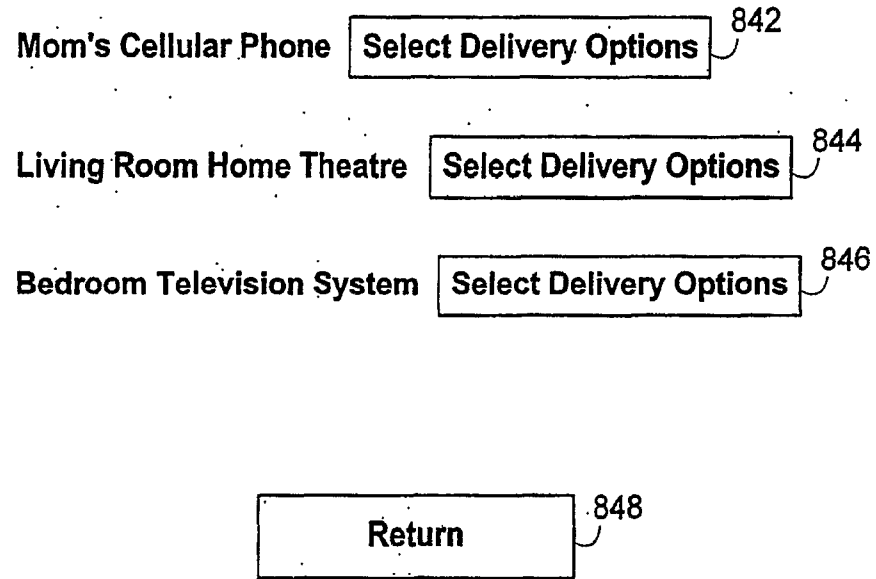 Mom's Cellular Phone Select Delivery Options 842
Living Room Home Theatre Select Delivery Options 844
Bedroom Television System Select Delivery Options 846
Return 848